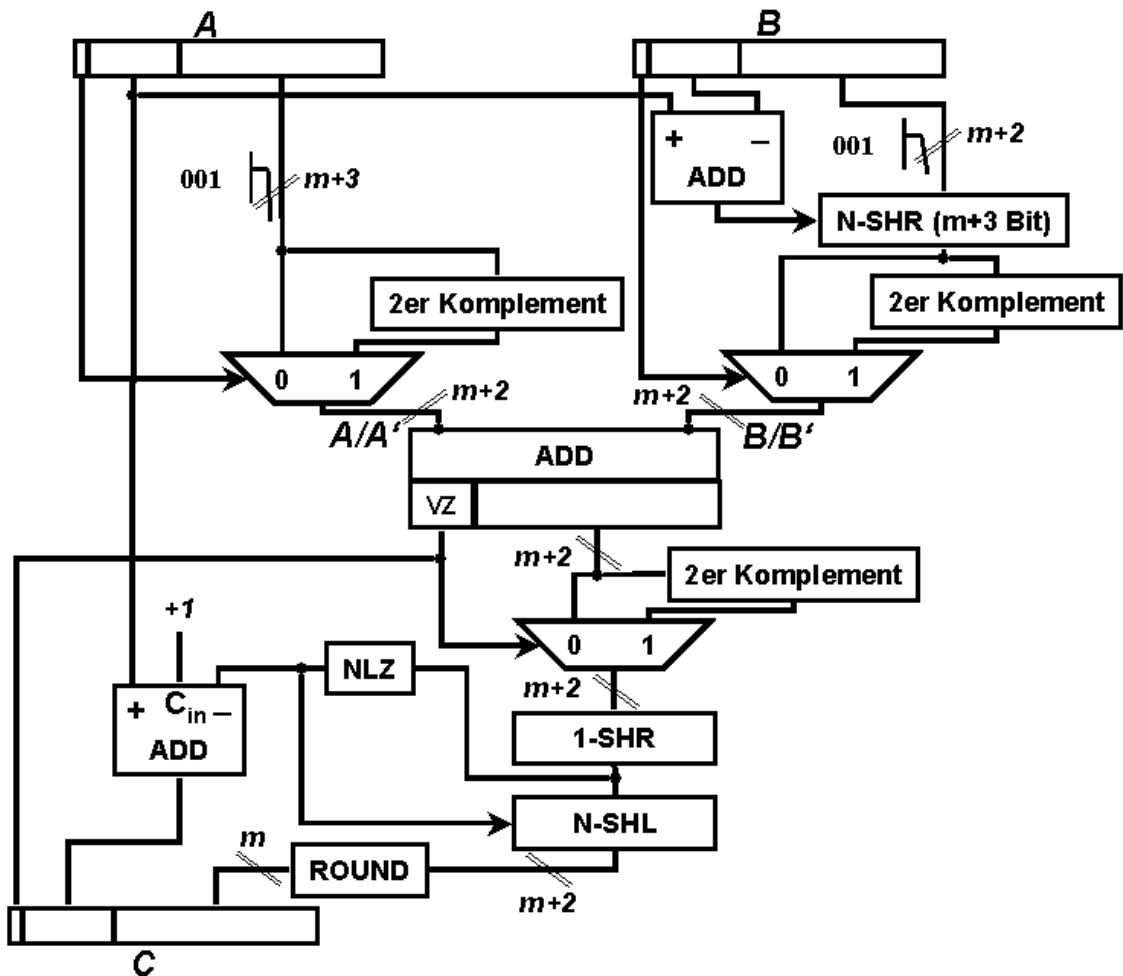 A
B
+ −
ADD
001
m+2
001
m+3
N-SHR (m+3 Bit)
2er Komplement
2er Komplement
0 1
0 1
m+2
m+2
A/A‘
B/B‘
ADD
VZ
m+2
2er Komplement
+1
0 1
NLZ
m+2
+ Cin −
ADD
1-SHR
N-SHL
m
ROUND
m+2
C